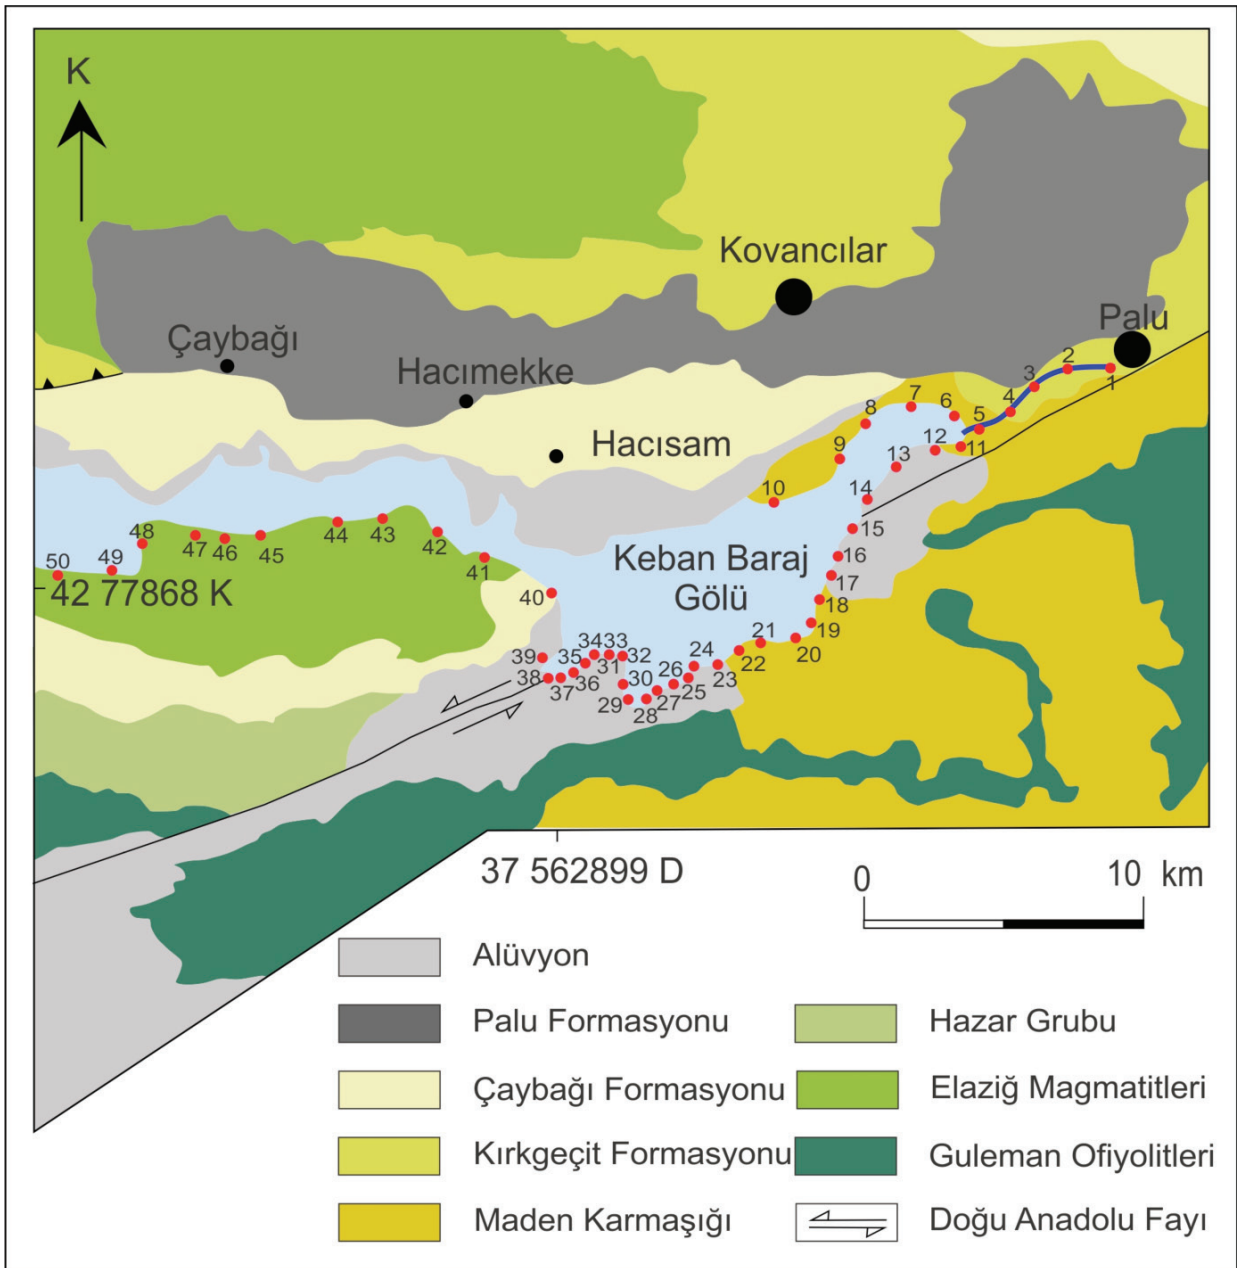 K
Kovancılar
Palu
Çaybağı
Hacımekke
Hacısam
1
2
3
4
5
6
7
8
9
10
11
12
13
14
15
16
17
18
19
20
21
22
23
24
25
26
27
28
29
30
31
32
33
34
35
36
37
38
39
40
41
42
43
44
45
46
47
48
49
50
Keban Baraj
Gölü
42 77868 K
37 562899 D
0 10 km
Alüvyon
Palu Formasyonu
Çaybağı Formasyonu
Kırkgeçit Formasyonu
Maden Karmaşığı
Hazar Grubu
Elaziğ Magmatitleri
Guleman Ofiyolitleri
Doğu Anadolu Fayı